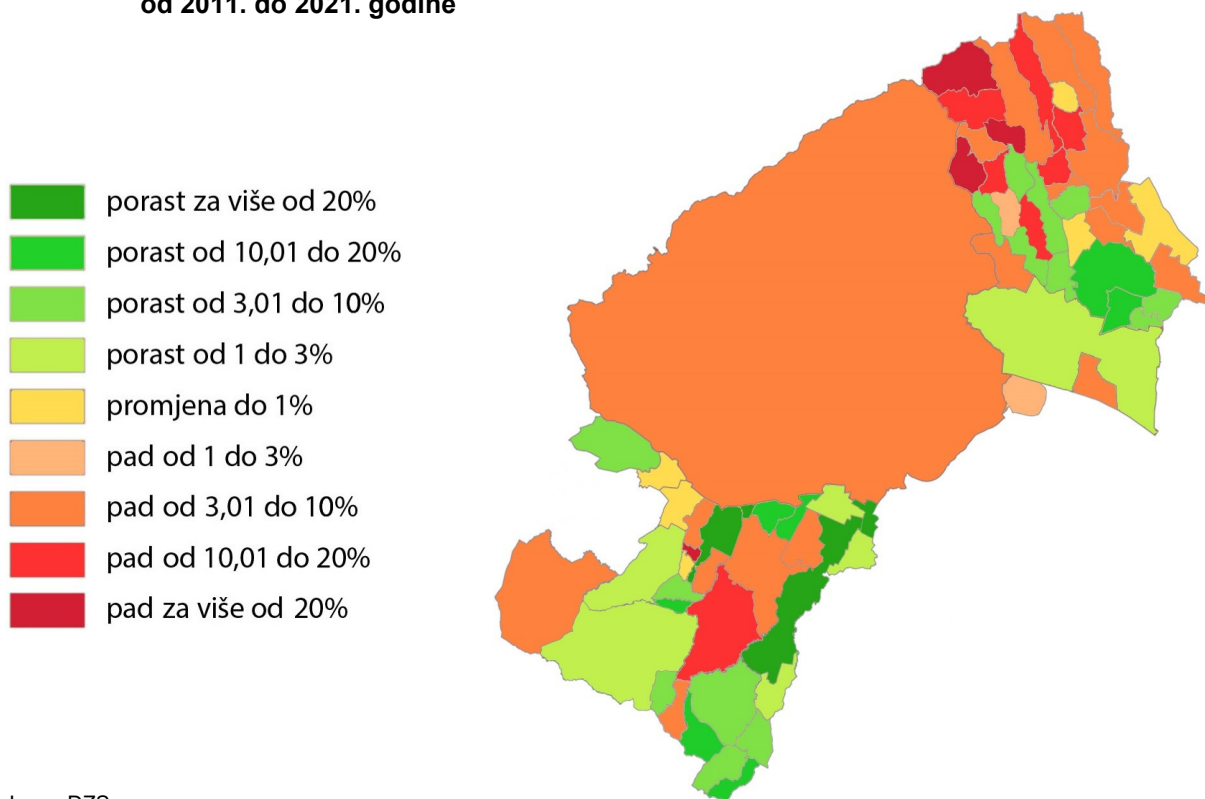 od 2011. do 2021. godine
porast za više od 20%
porast od 10,01 do 20%
porast od 3,01 do 10%
porast od 1 do 3%
promjena do 1%
pad od 1 do 3%
pad od 3,01 do 10%
pad od 10,01 do 20%
pad za više od 20%